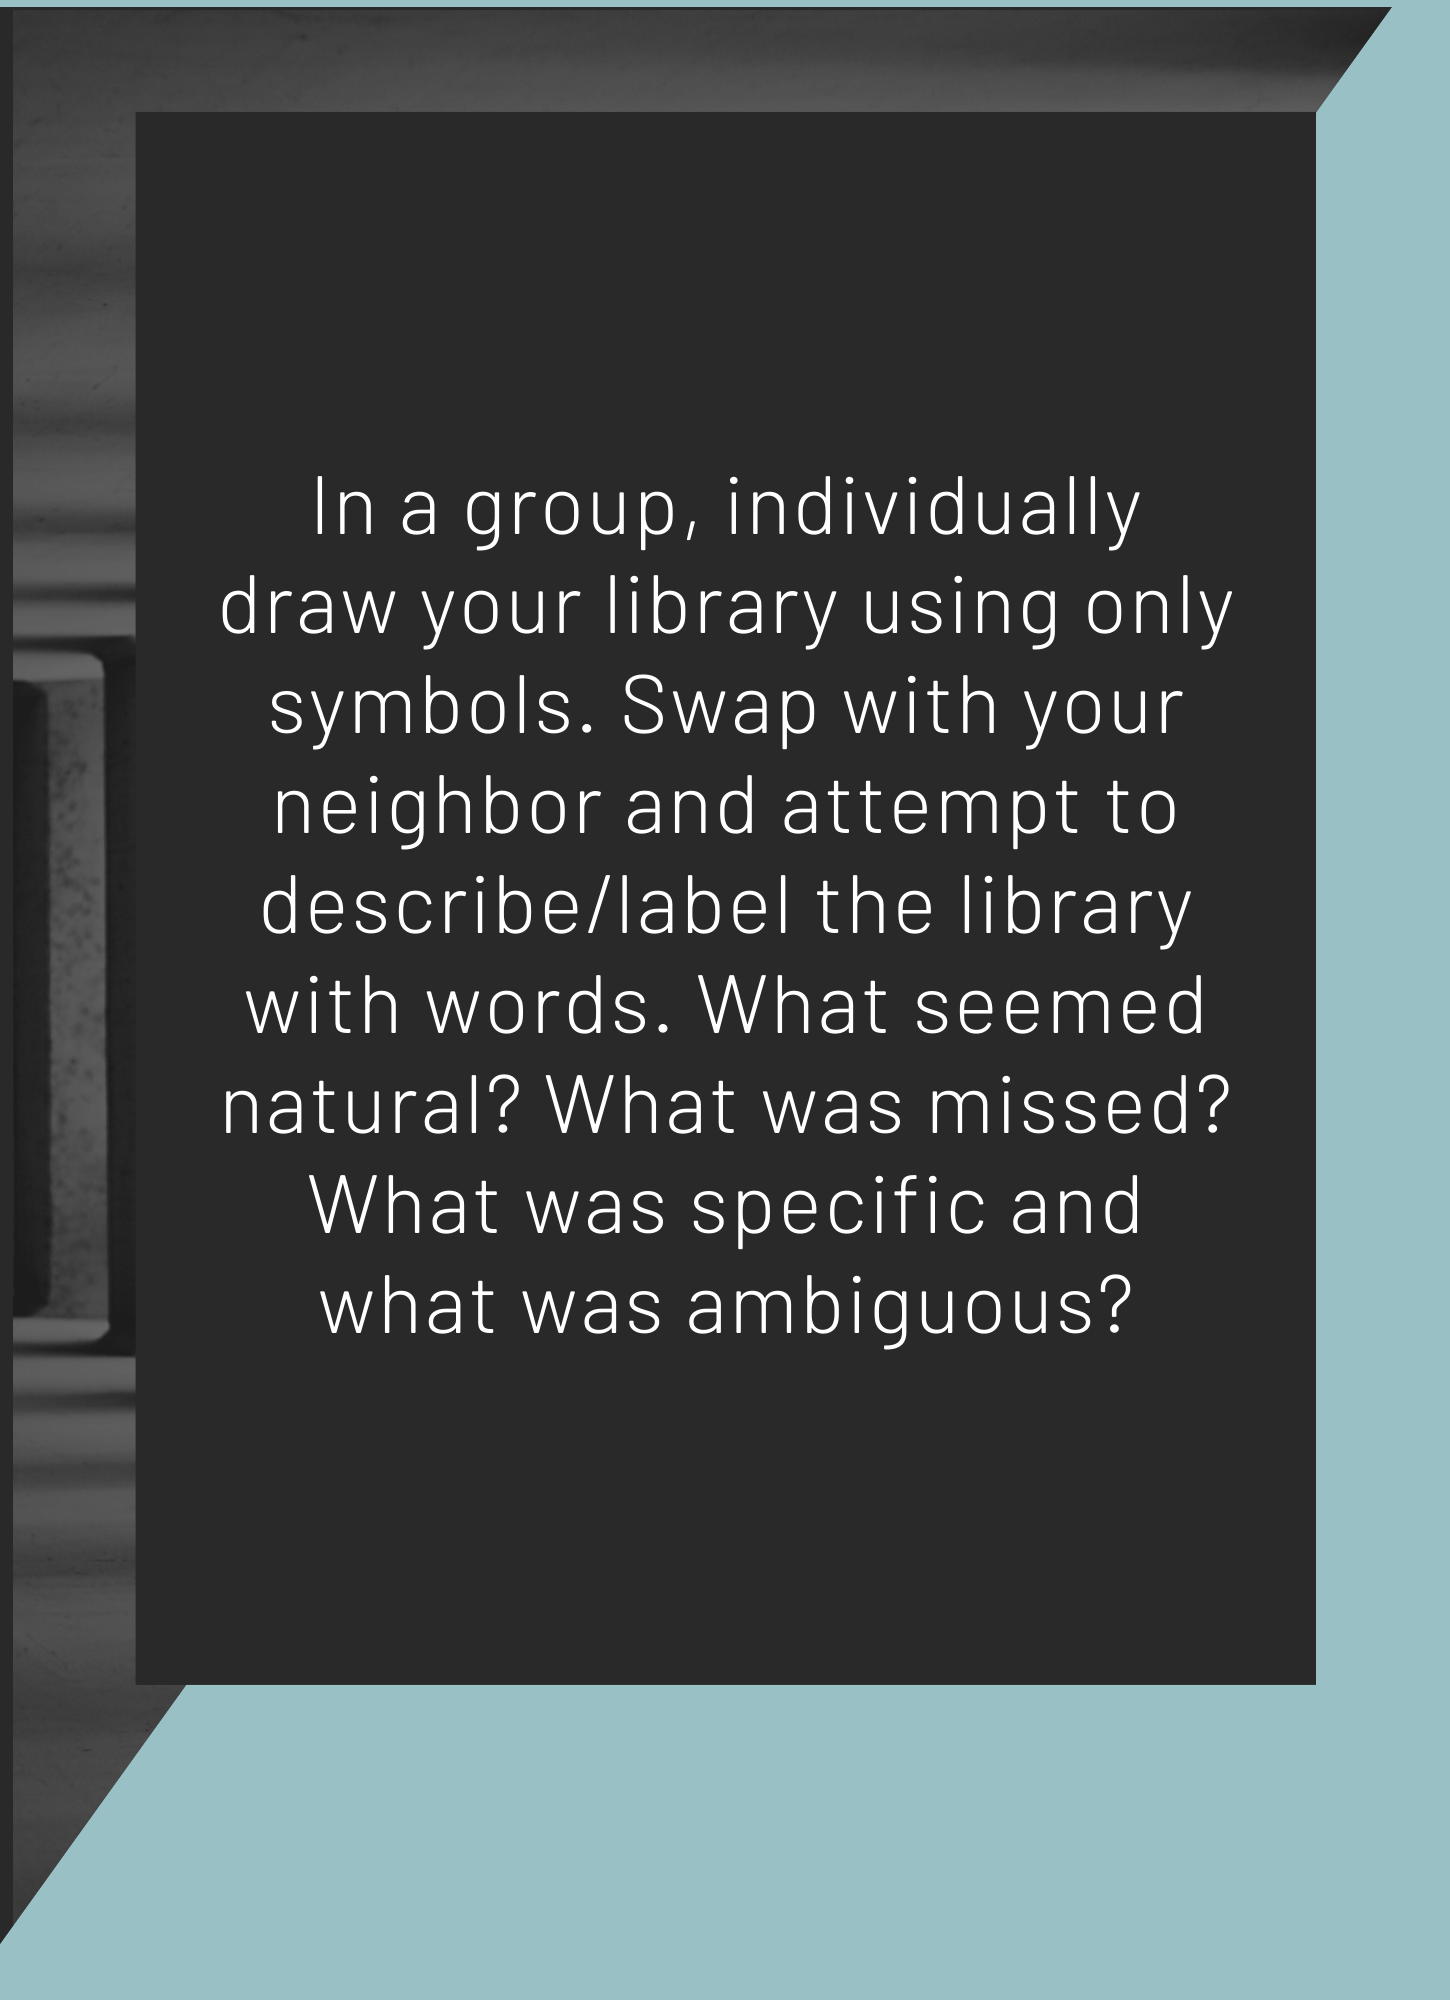 In a group, individually
draw your library using only
symbols. Swap with your
neighbor and attempt to
describe/label the library
with words. What seemed
natural? What was missed?
What was specific and
what was ambiguous?